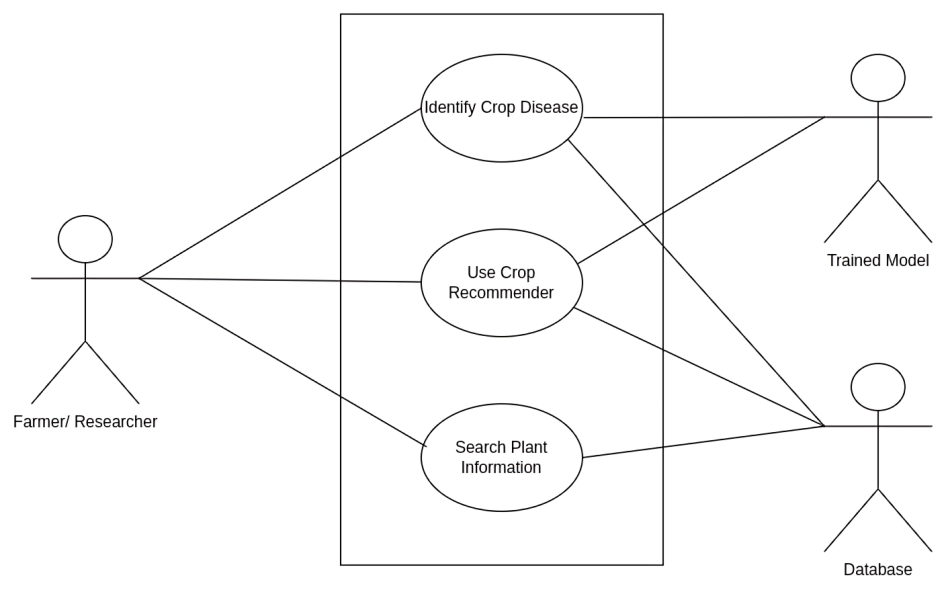 Identify Crop Disease
Trained Model
Use Crop
Recommender
Farmer/ Researcher
Search Plant
Information
Database